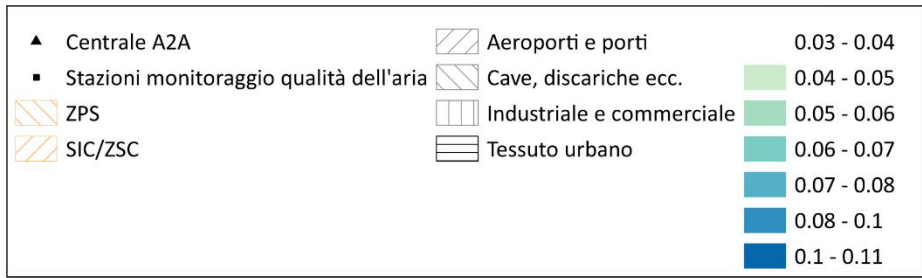 Centrale A2A
Stazioni monitoraggio qualità dell'aria
ZPS
SIC/ZSC
Aeroporti e porti
Cave, discariche ecc.
Industriale e commerciale
Tessuto urbano
0.03 - 0.04
0.04 - 0.05
0.05 - 0.06
0.06 - 0.07
0.07 - 0.08
0.08 - 0.1
0.1 - 0.11